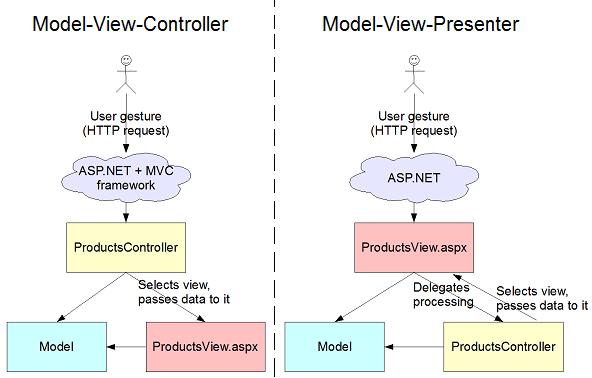 Model-View-Controller
User gesture
(HTTP request)
ASP.NET + MVC
framework
ProductsController
Selects view,
passes data to it
Model
ProductsView.aspx
Model-View-Presenter
User gesture
(HTTP request)
ASP.NET
ProductsView.aspx
Delegates
processing
Selects view,
passes data to it
Model
ProductsController